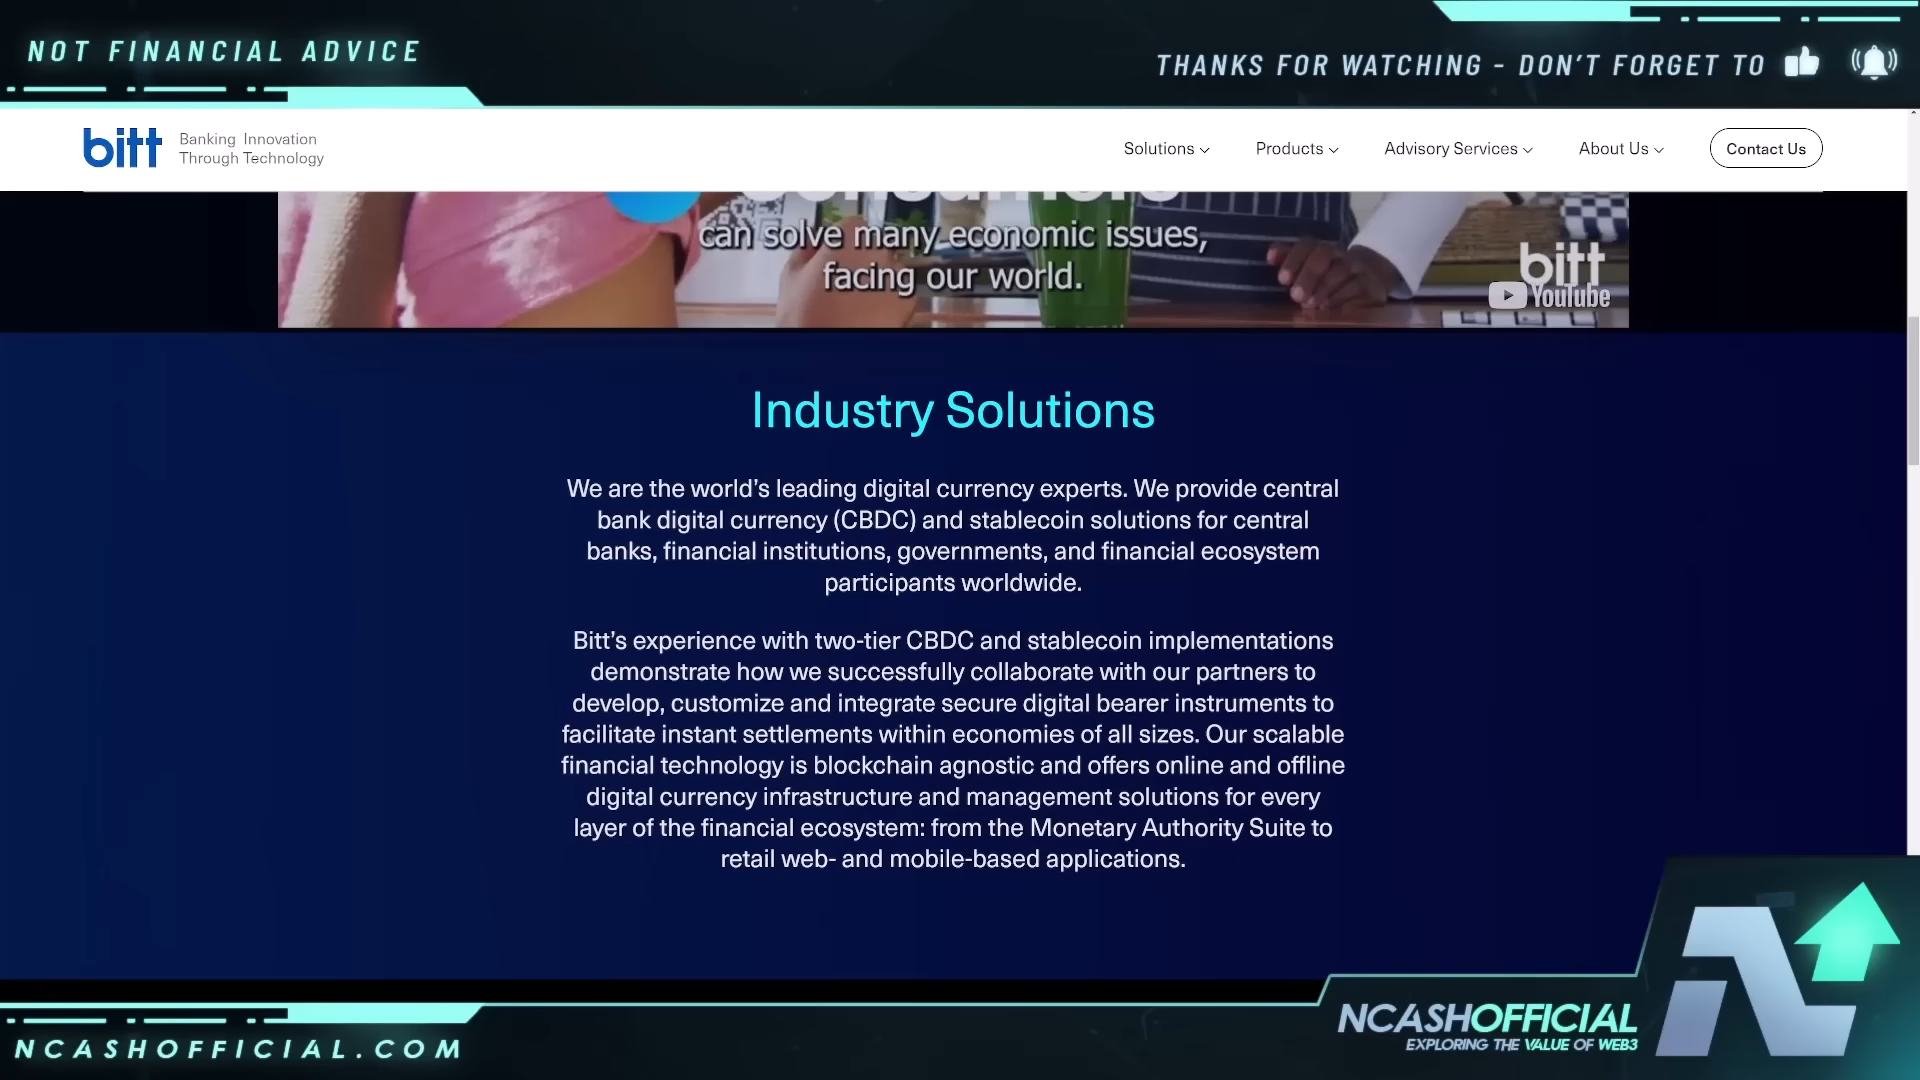 NOT FINANCIAL ADVICE
THANKS FOR WATCHING - DON'T FORGET TO
bitt
Banking Innovation
Through Technology
Solutions
Products
Advisory Services
About Us
Contact Us
can solve many economic issues,
facing our world.
bitt
YouTube
Industry Solutions
We are the world's leading digital currency experts. We provide central
bank digital currency (CBDC) and stablecoin solutions for central
banks, financial institutions, governments, and financial ecosystem
participants worldwide.
Bitt's experience with two-tier CBDC and stablecoin implementations
demonstrate how we successfully collaborate with our partners to
develop, customize and integrate secure digital bearer instruments to
facilitate instant settlements within economies of all sizes. Our scalable
financial technology is blockchain agnostic and offers online and offline
digital currency infrastructure and management solutions for every
layer of the financial ecosystem: from the Monetary Authority Suite to
retail web- and mobile-based applications.
NCASHOFFICIAL
EXPLORING THE VALUE OF WEB3
NCASHOFFICIAL.COM